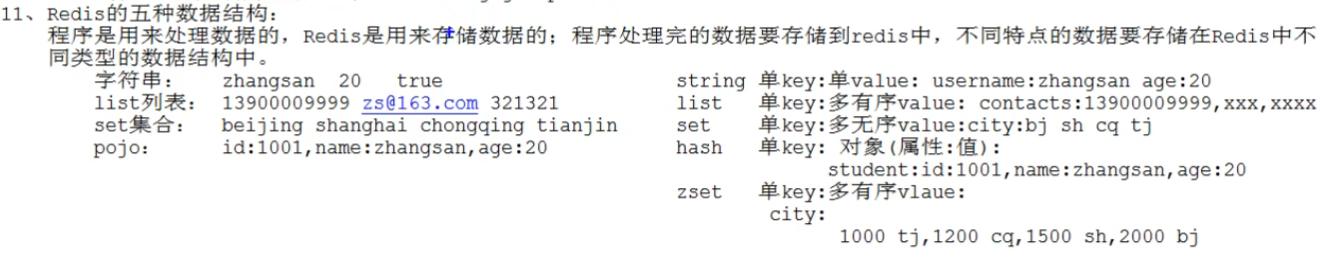 11、Redis的五种数据结构：
程序是用来处理数据的，Redis是用来存储数据的；程序处理完的数据要存储到redis中，不同特点的数据要存储在Redis中不
同类型的数据结构中。
字符串： zhangsan 20 true string 单key:单value: username:zhangsan age:20
list列表： 13900009999 zs@163.com 321321 list 单key:多有序value: contacts:13900009999,xxx,xxxx
set集合： beijing shanghai chongqing tianjin set 单key:多无序value:city:bj sh cq tj
pojo： id:1001,name:zhangsan,age:20 hash 单key: 对象(属性:值):
student:id:1001,name:zhangsan,age:20
zset 单key:多有序vlaue:
city:
1000 tj,1200 cq,1500 sh,2000 bj